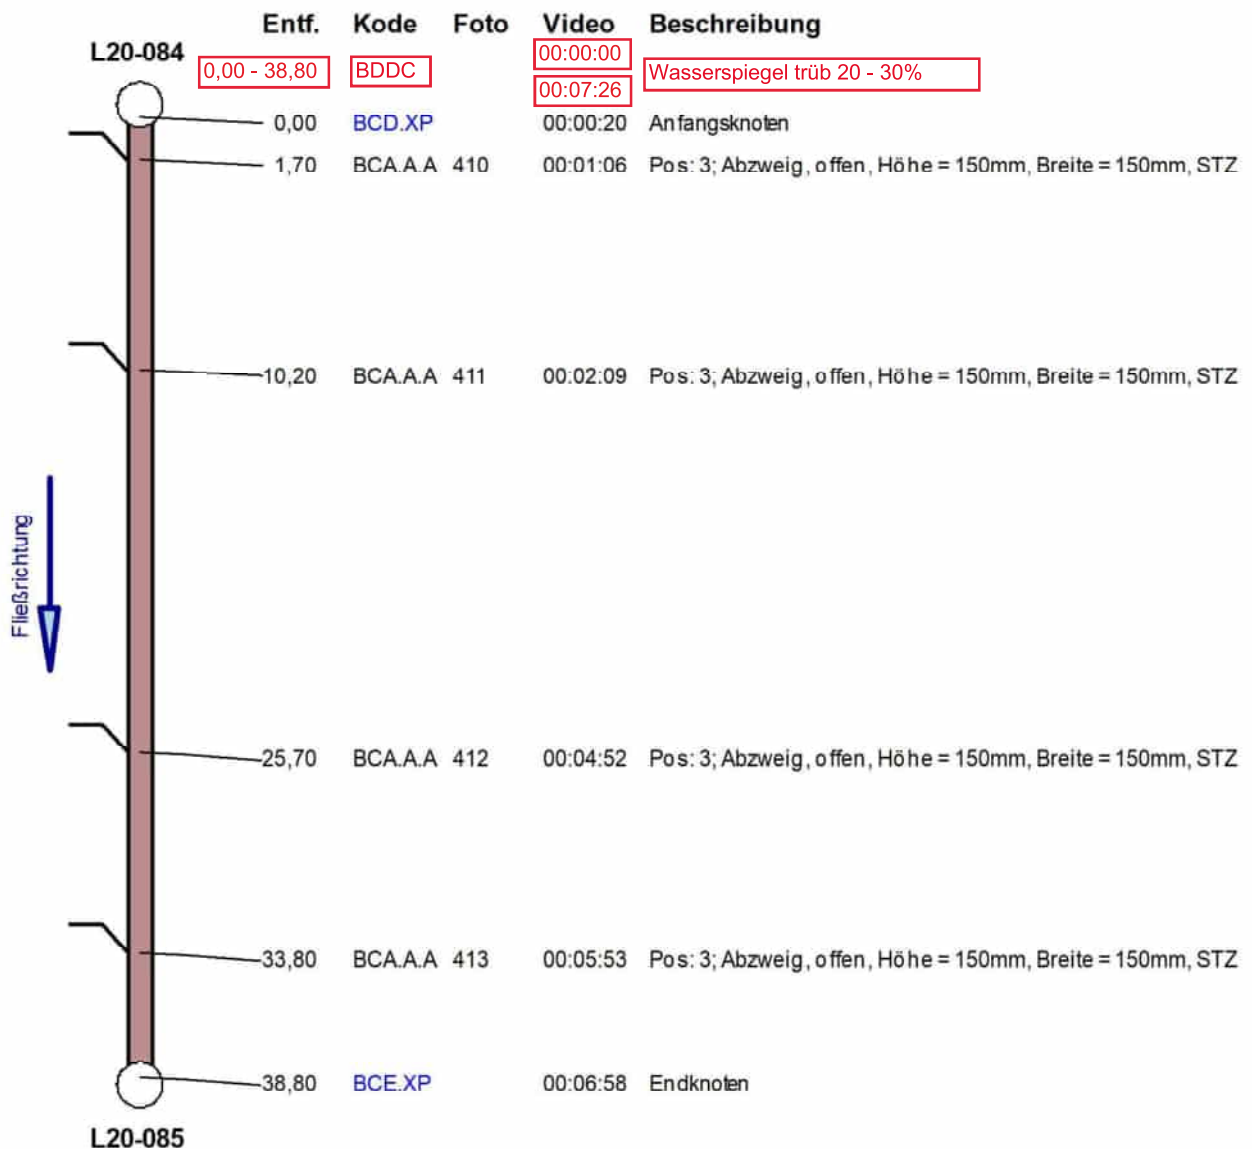 Entf. Kode Foto Video Beschreibung
L20-084
0,00 - 38,80 BDDC 00:00:00 Wasserspiegel trüb 20 - 30%
00:07:26
0,00 BCD.XP 00:00:20 Anfangsknoten
1,70 BCA.A.A 410 00:01:06 Pos: 3; Abzweig, offen, Höhe = 150mm, Breite = 150mm, STZ
10,20 BCA.A.A 411 00:02:09 Pos: 3; Abzweig, offen, Höhe = 150mm, Breite = 150mm, STZ
Fließrichtung
25,70 BCA.A.A 412 00:04:52 Pos: 3; Abzweig, offen, Höhe = 150mm, Breite = 150mm, STZ
33,80 BCA.A.A 413 00:05:53 Pos: 3; Abzweig, offen, Höhe = 150mm, Breite = 150mm, STZ
38,80 BCE.XP 00:06:58 Endknoten
L20-085